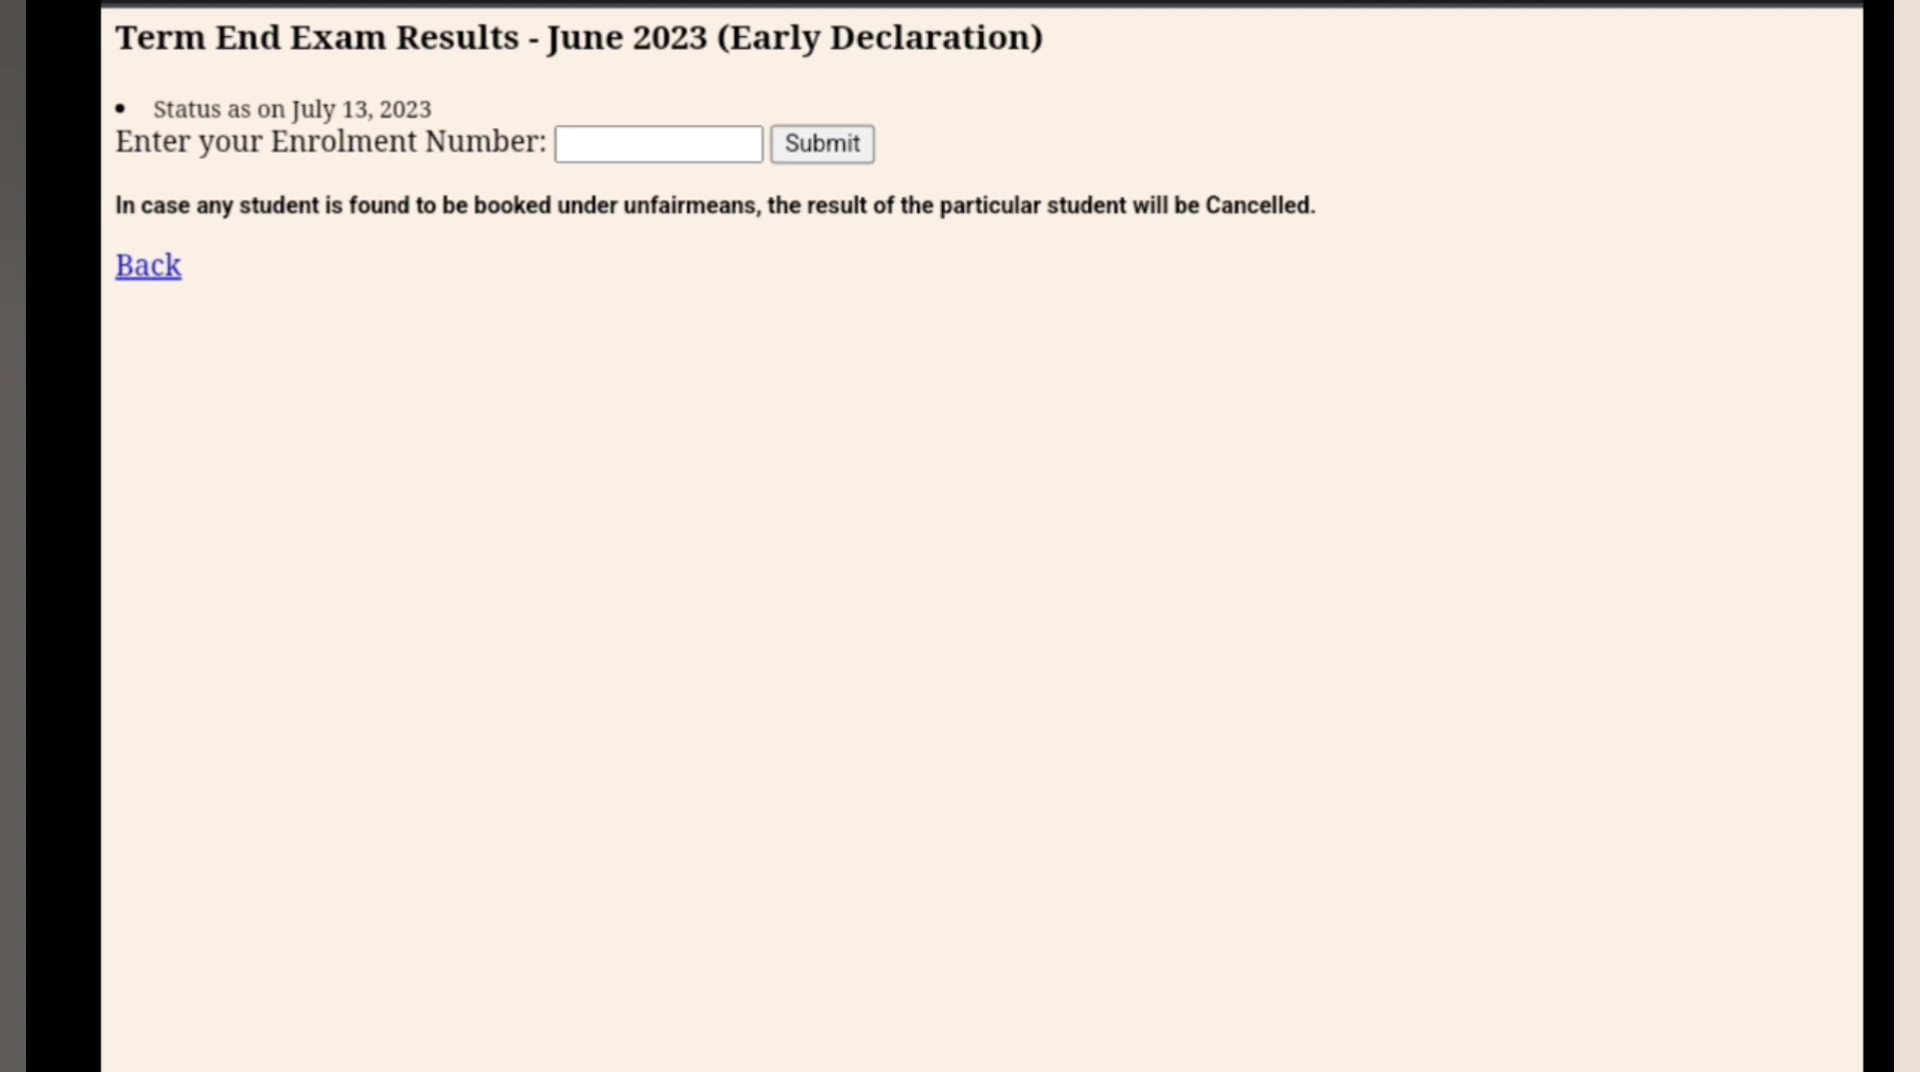 Term End Exam Results - June 2023 (Early Declaration)
• Status as on July 13, 2023
Enter your Enrolment Number: Submit
In case any student is found to be booked under unfairmeans, the result of the particular student will be Cancelled.
Back